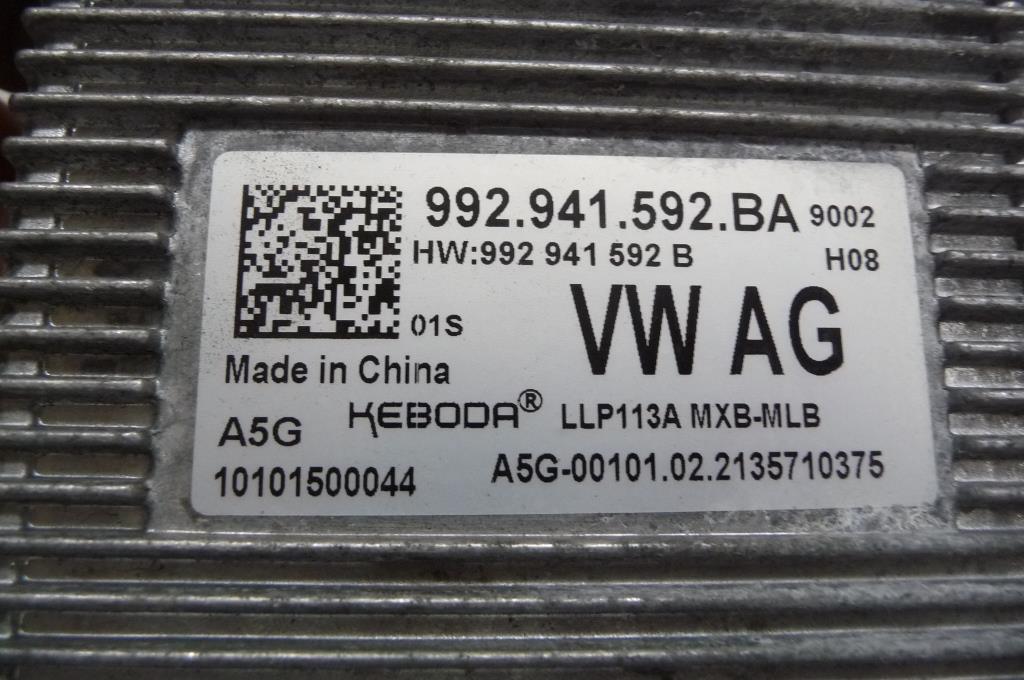 992.941.592.BA 9002
HW:992 941 592 B H08
01S
VW AG
Made in China
A5G KEBODA® LLP113A MXB-MLB
10101500044 A5G-00101.02.2135710375